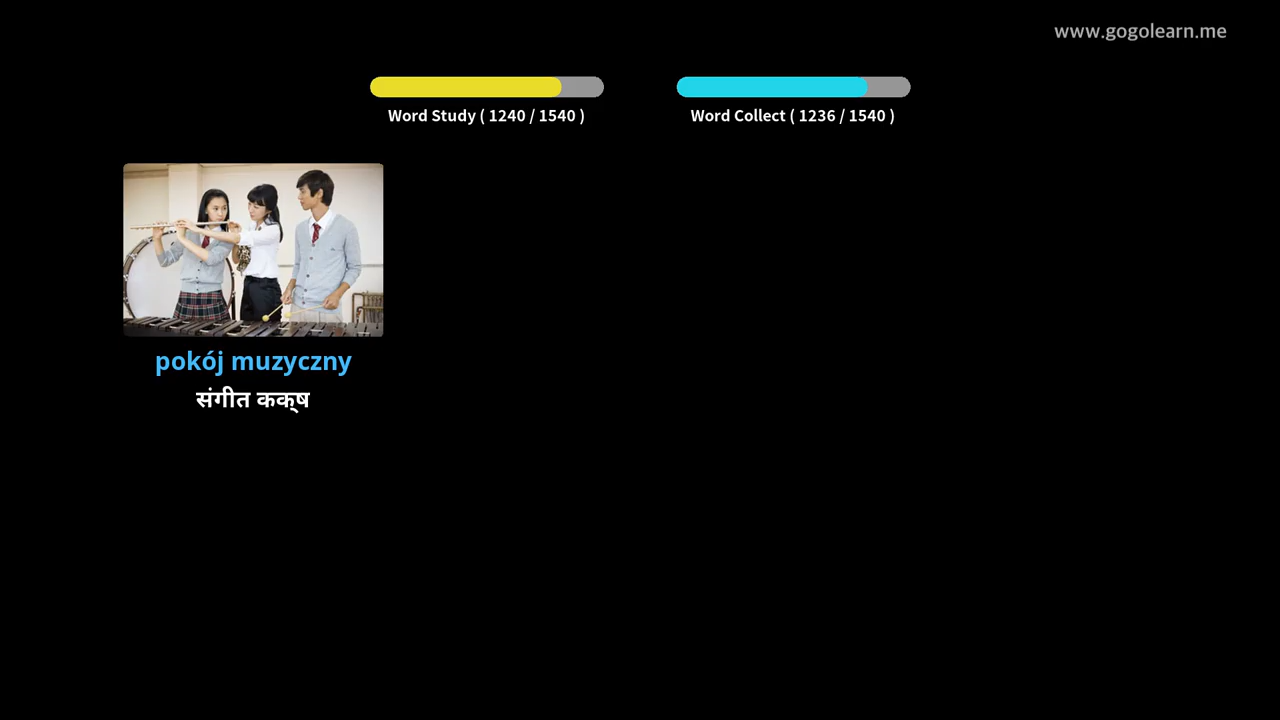 www.gogolearn.me
Word Study ( 1240 / 1540 )
Word Collect ( 1236 / 1540 )
pokój muzyczny
संगीत कक्ष